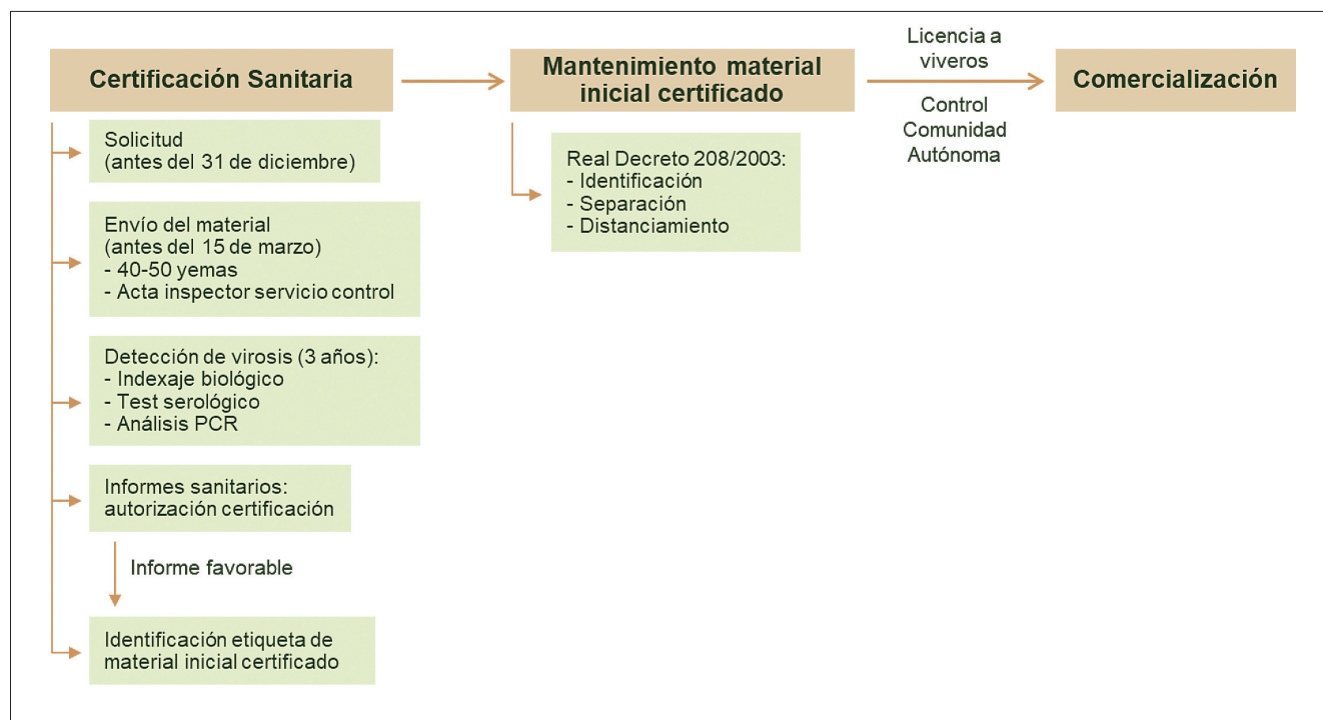 Certificación Sanitaria
Solicitud
(antes del 31 de diciembre)
Envío del material
(antes del 15 de marzo)
- 40-50 yemas
- Acta inspector servicio control
Detección de virosis (3 años):
- Indexaje biológico
- Test serológico
- Análisis PCR
Informes sanitarios:
autorización certificación
Informe favorable
Identificación etiqueta de
material inicial certificado
Mantenimiento material
inicial certificado
Real Decreto 208/2003:
- Identificación
- Separación
- Distanciamiento
Licencia a
viveros
Control
Comunidad
Autónoma
Comercialización